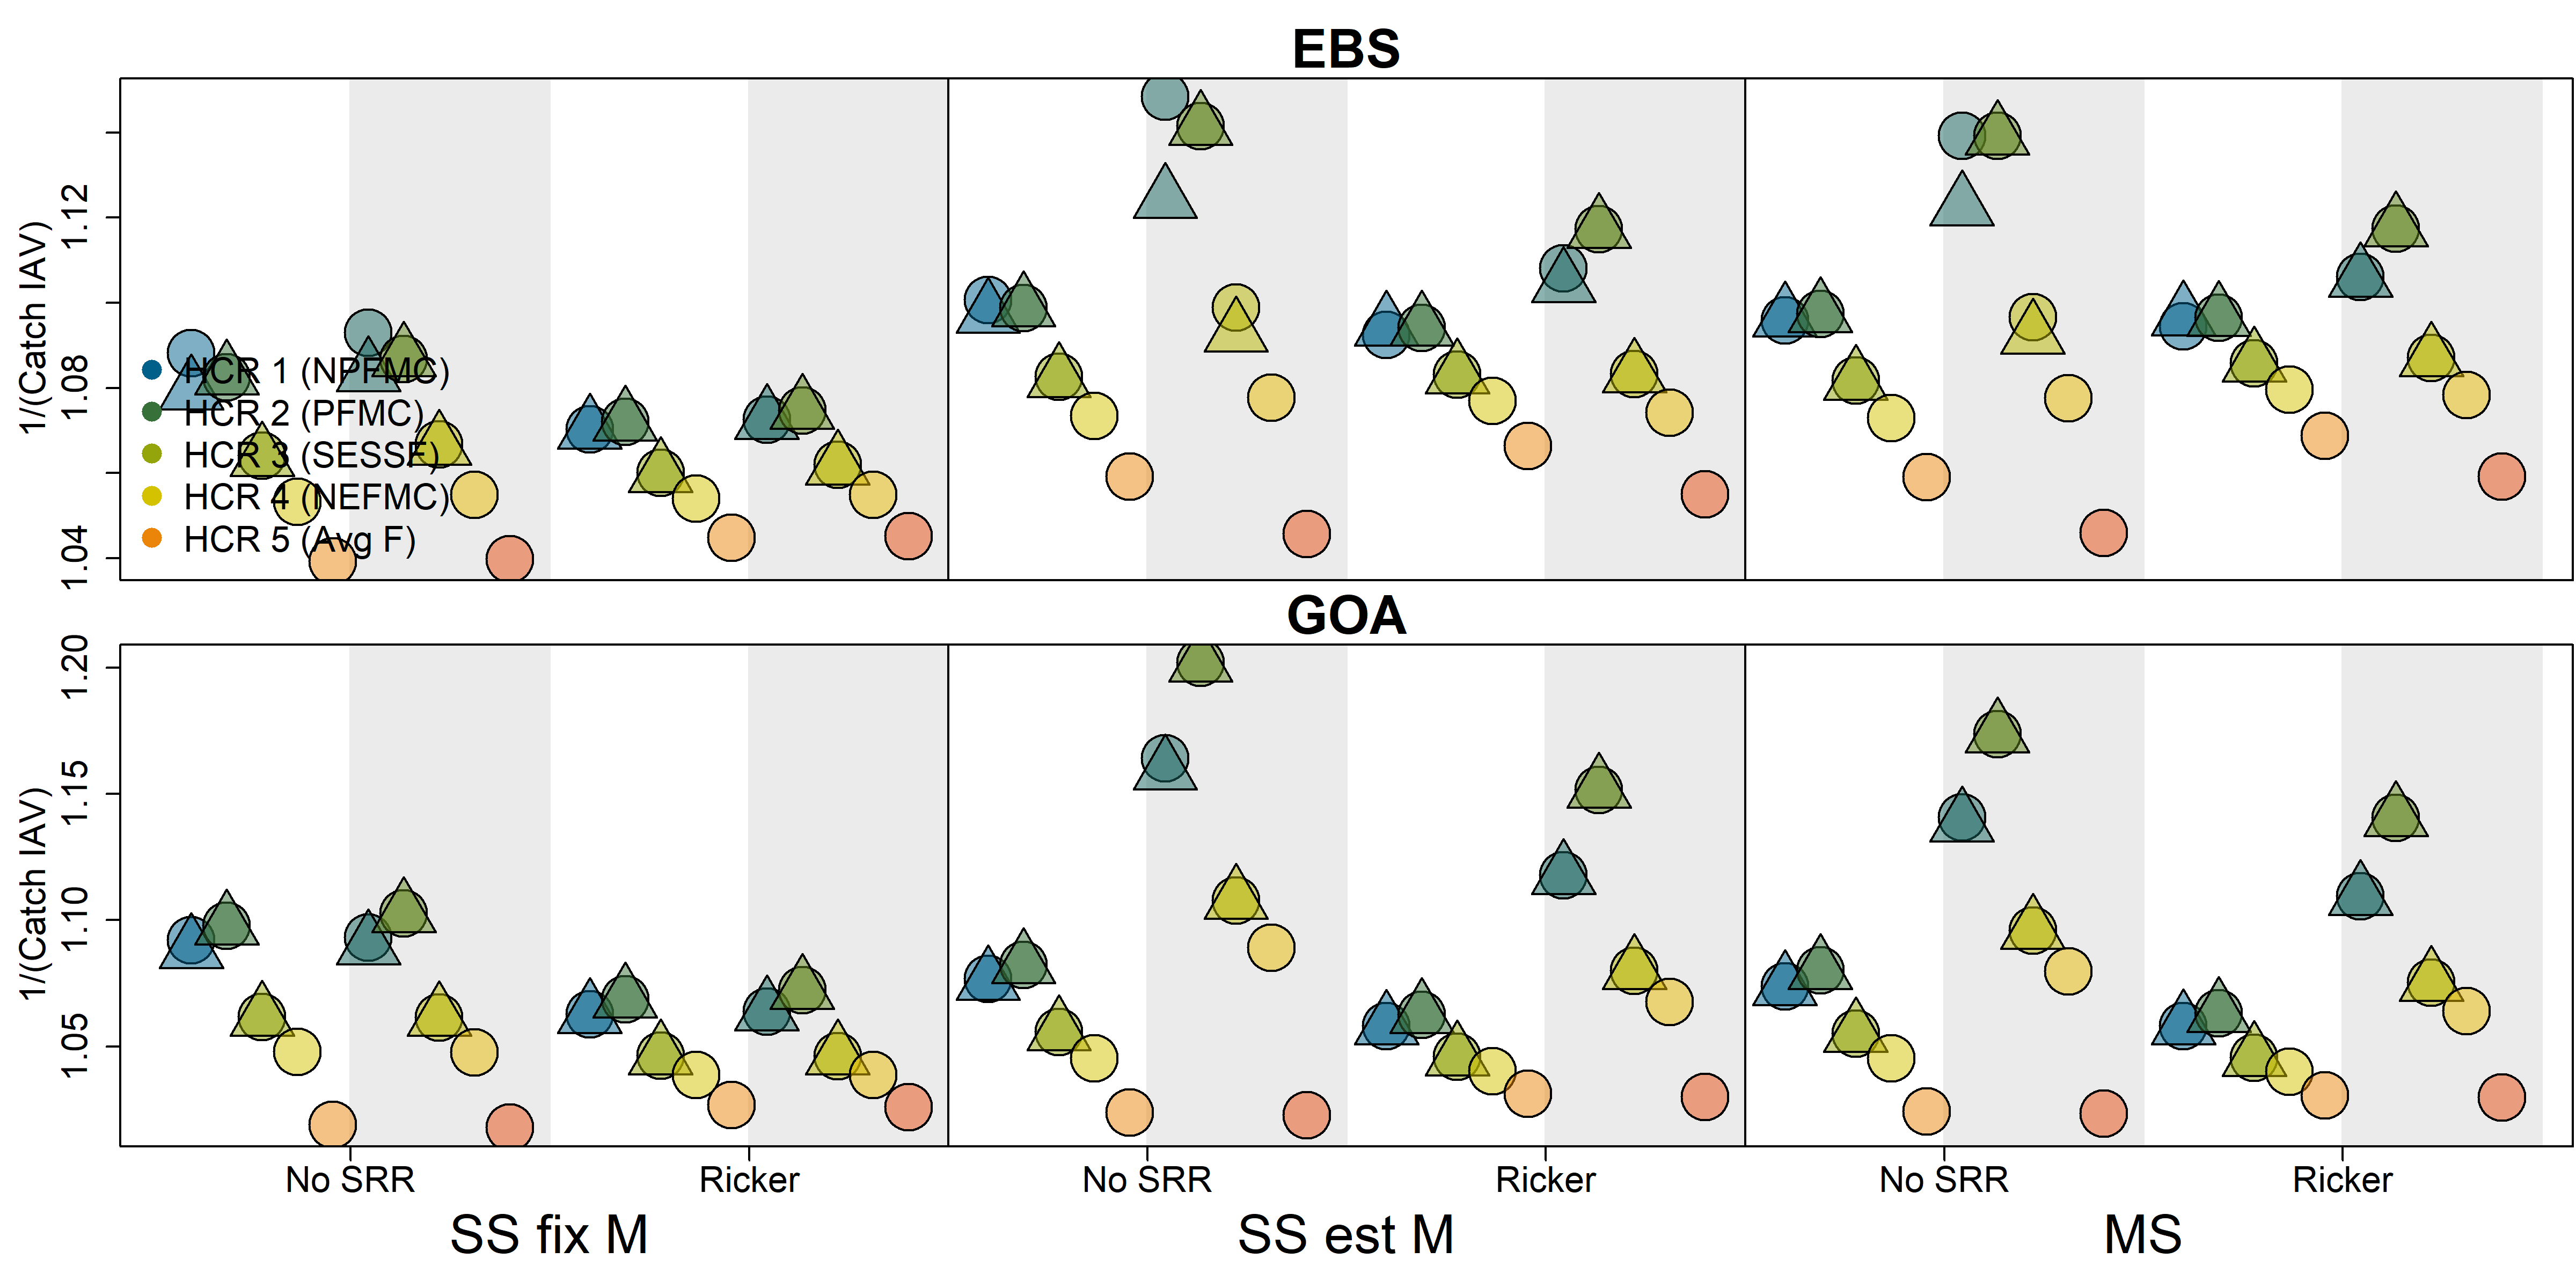 EBS
1/(Catch IAV)
1.12
1.08
1.04
HCR 1 (NPFMC)
HCR 2 (PFMC)
HCR 3 (SESSF)
HCR 4 (NEFMC)
HCR 5 (Avg F)
GOA
1/(Catch IAV)
1.20
1.15
1.10
1.05
No SRR Ricker No SRR Ricker No SRR Ricker
SS fix M SS est M MS